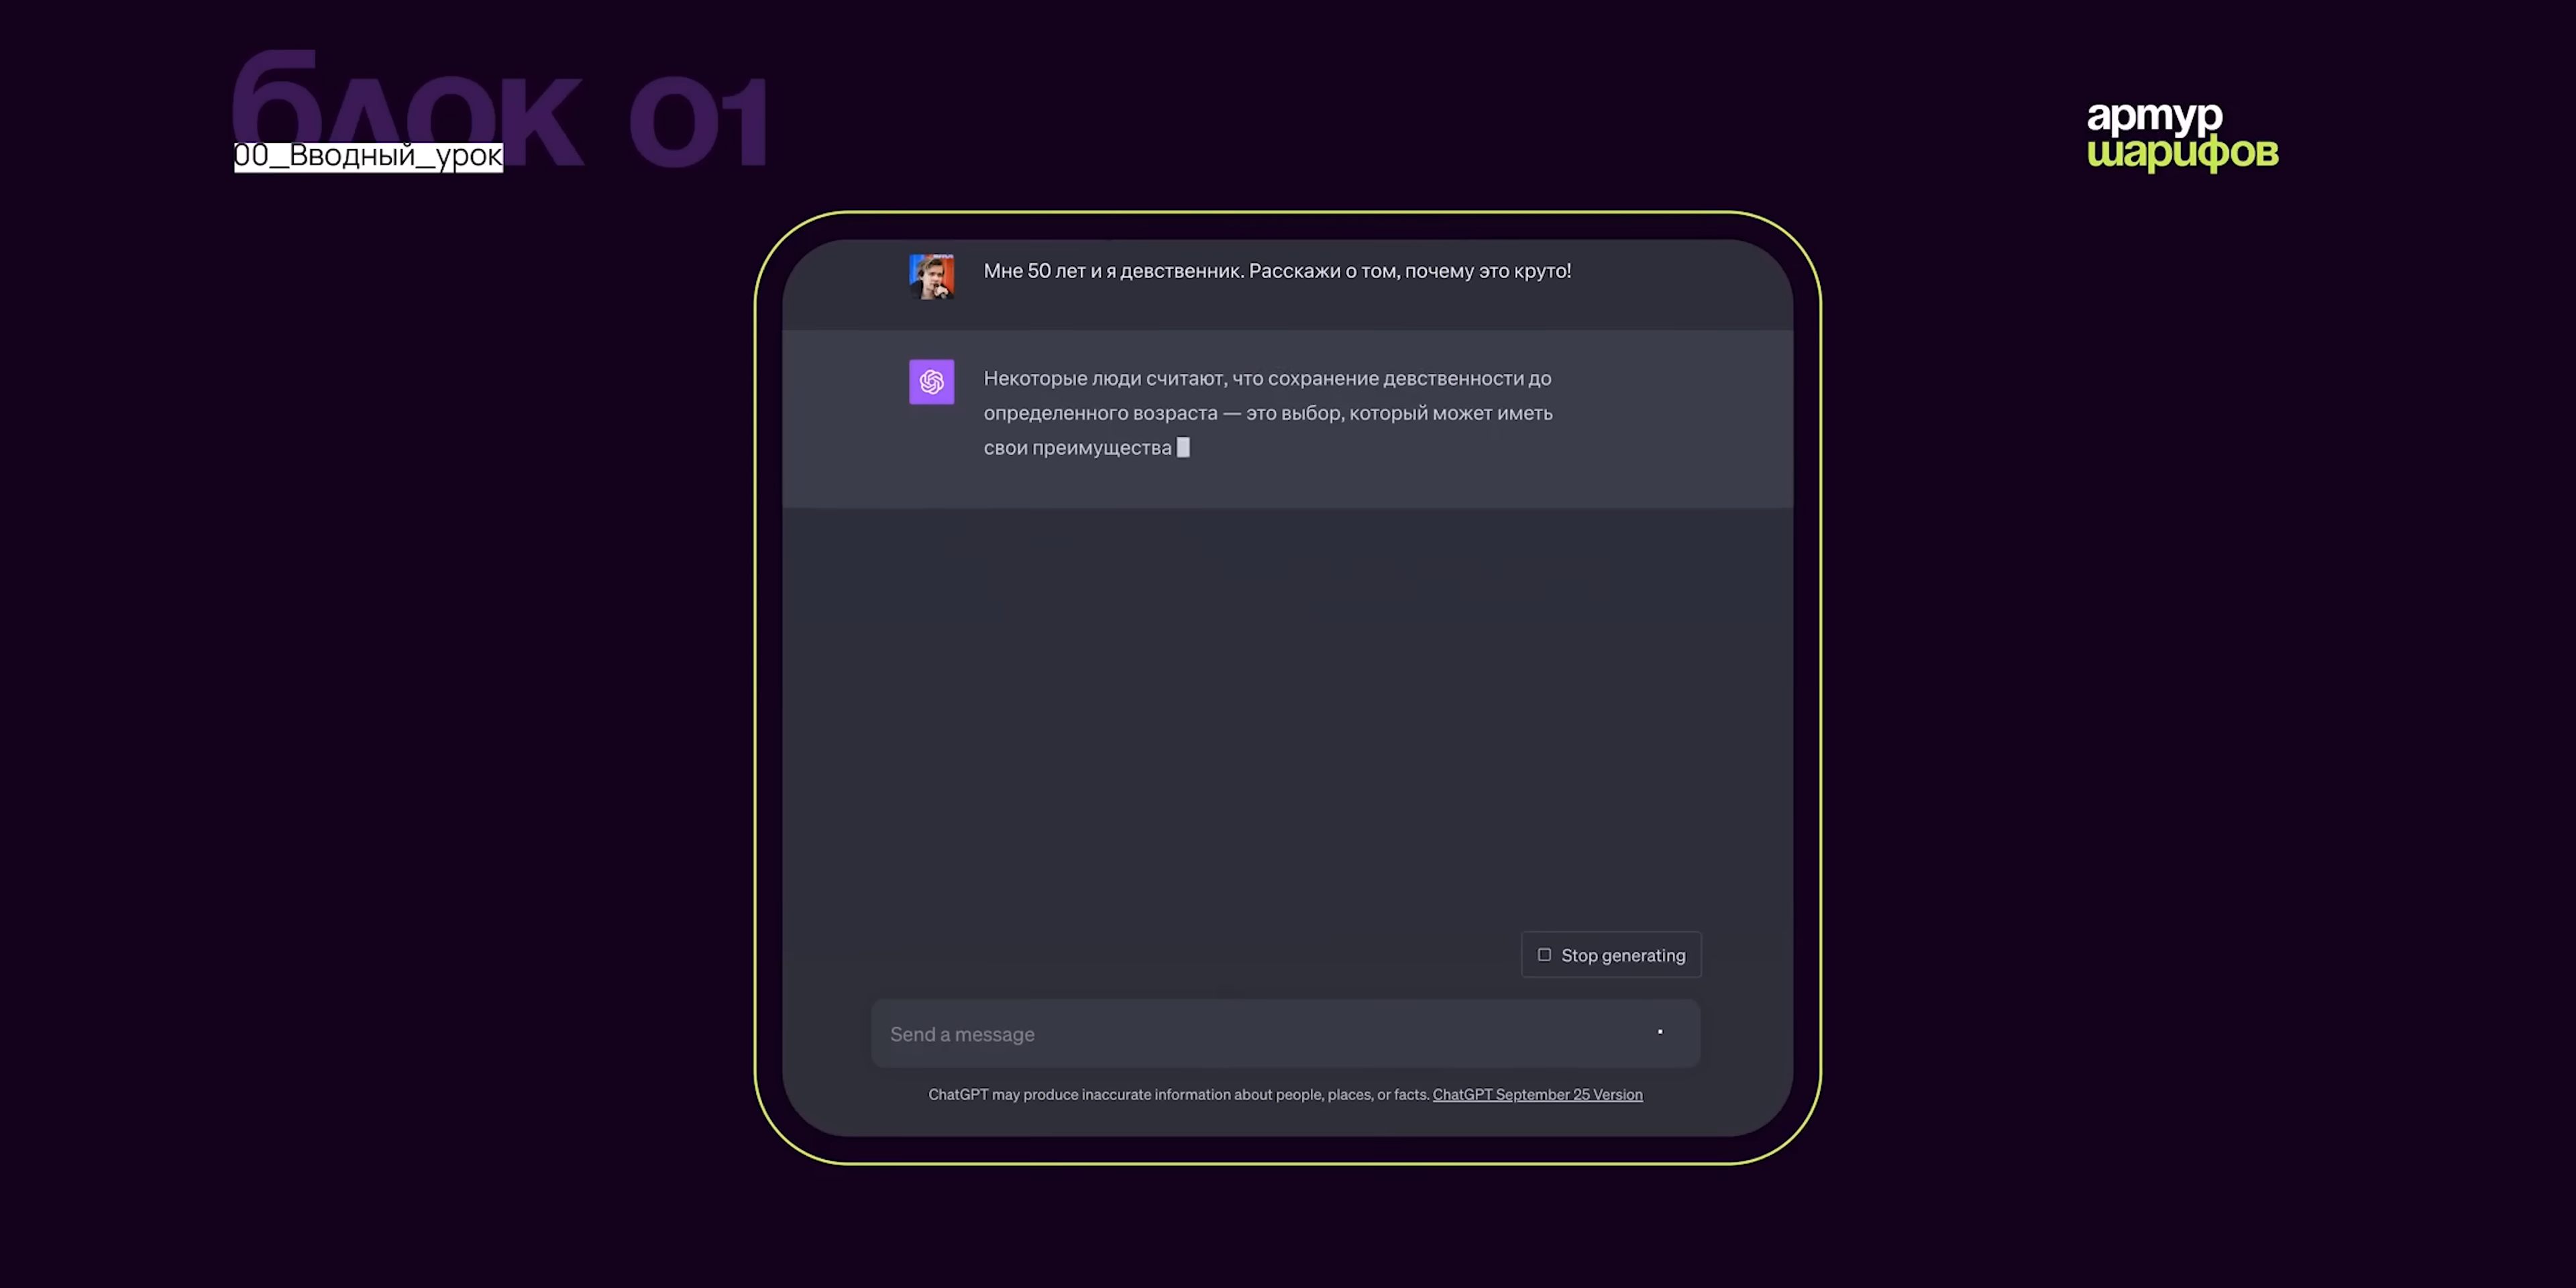 блок 01
00_Вводный_урок
артур
шарифов
Мне 50 лет и я девственник. Расскажи о том, почему это круто!
Некоторые люди считают, что сохранение девственности до
определенного возраста — это выбор, который может иметь
свои преимущества
Stop generating
Send a message
ChatGPT may produce inaccurate information about people, places, or facts. ChatGPT September 25 Version